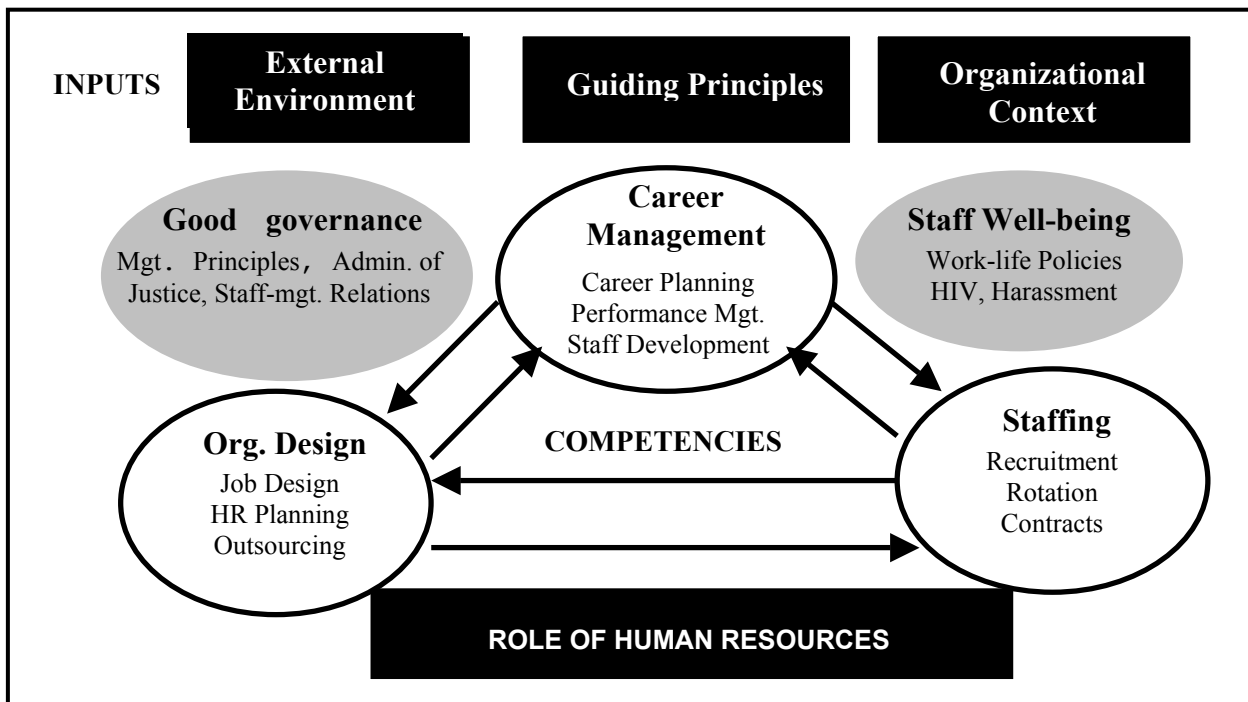 INPUTS
External
Environment
Guiding Principles
Organizational
Context
Good governance
Mgt. Principles, Admin. of
Justice, Staff-mgt. Relations
Career
Management
Career Planning
Performance Mgt.
Staff Development
Staff Well-being
Work-life Policies
HIV, Harassment
Org. Design
Job Design
HR Planning
Outsourcing
COMPETENCIES
Staffing
Recruitment
Rotation
Contracts
ROLE OF HUMAN RESOURCES